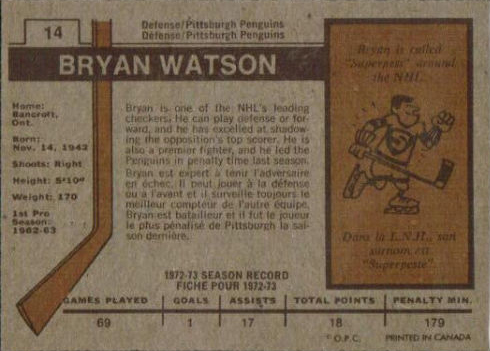 14
Defense/Pittsburgh Penguins
Défense/Pittsburgh Penguins
BRYAN WATSON
Home:
Bancroft,
Ont.
Born:
Nov. 14, 1942
Shoots: Right
Height: 5'10"
Weight: 170
1st Pro
Season:
1962-63
Bryan is one of the NHL's leading
checkers. He can play defense or for-
ward, and he has excelled at shadow-
ing the opposition's top scorer. He is
also a premier fighter, and he led the
Penguins in penalty time last season.
Bryan est expert à tenir l'adversaire
en échec. Il peut jouer à la défense
ou à l'avant et il surveille toujours le
meilleur compteur de l'autre équipe.
Bryan est batailleur et il fut le joueur
le plus pénalisé de Pittsburgh la sai-
son dernière.
Bryan is called
"Superpest" around
the NHL.
Dans la L.N.H., son
surnom est
"Superpeste"
1972-73 SEASON RECORD
FICHE POUR 1972-73
GAMES PLAYED GOALS ASSISTS TOTAL POINTS PENALTY MIN.
69 1 17 18 179
© O.P.C. PRINTED IN CANADA